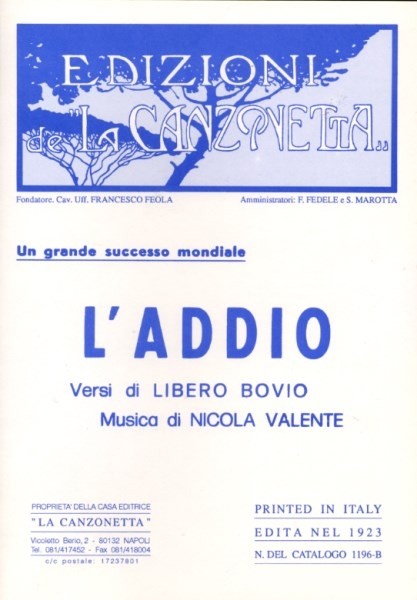 EDIZIONI
de "LA CANZONETTA„
Fondatore. Cav. Uff. FRANCESCO FEOLA
Amministratori: F. FEDELE e S. MAROTTA
Un grande successo mondiale
L'ADDIO
Versi di LIBERO BOVIO
Musica di NICOLA VALENTE
PROPRIETA' DELLA CASA EDITRICE
"LA CANZONETTA"
Vicoletto Berio, 2 - 80132 NAPOLI
Tel. 081/417452 - Fax 081/418004
c/c postale: 17237801
PRINTED IN ITALY
EDITA NEL 1923
N. DEL CATALOGO 1196-B